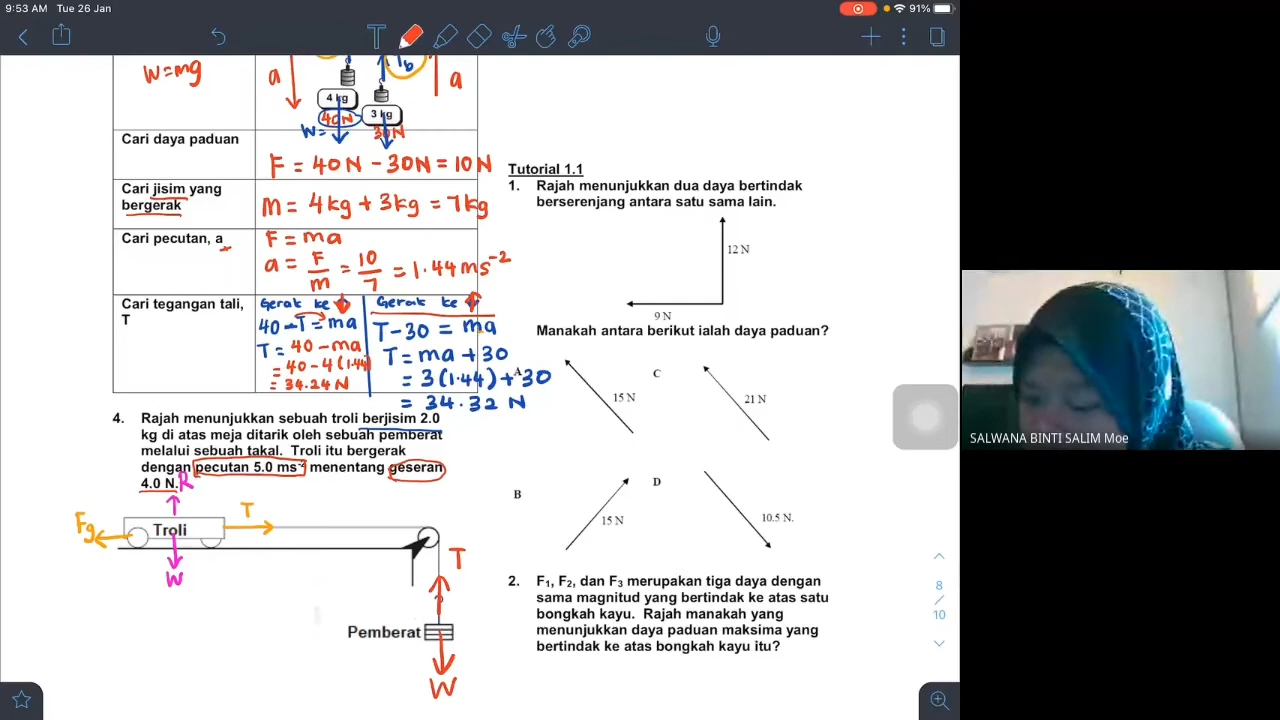 9:53 AM Tue 26 Jan
91%
W=mg
a
Tb
a
4 kg
40N
3 kg
W=
30N
Cari daya paduan
F = 40N - 30N = 10N
Cari jisim yang
bergerak
m = 4kg + 3kg = 7kg
Cari pecutan, a
F = ma
a = F/m = 10/7 = 1.44ms⁻²
Cari tegangan tali,
T
Gerak ke ↓
40 - T = ma
T = 40 - ma
= 40 - 4(1.44)
= 34.24 N
Gerak ke ↑
T - 30 = ma
T = ma + 30
= 3(1.44) + 30
= 34.32 N
4. Rajah menunjukkan sebuah troli berjisim 2.0
kg di atas meja ditarik oleh sebuah pemberat
melalui sebuah takal. Troli itu bergerak
dengan pecutan 5.0 ms⁻² menentang geseran
4.0 N.
R
Fg
Troli
T
W
T
Pemberat
W
Tutorial 1.1
1. Rajah menunjukkan dua daya bertindak
berserenjang antara satu sama lain.
12 N
9 N
Manakah antara berikut ialah daya paduan?
A
15 N
C
21 N
B
15 N
D
10.5 N.
2. F₁, F₂, dan F₃ merupakan tiga daya dengan
sama magnitud yang bertindak ke atas satu
bongkah kayu. Rajah manakah yang
menunjukkan daya paduan maksima yang
bertindak ke atas bongkah kayu itu?
8
/
10
SALWANA BINTI SALIM Moe